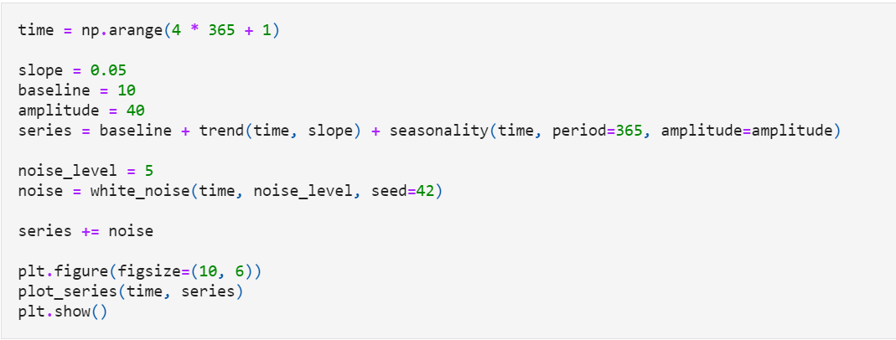 time = np.arange(4 * 365 + 1)
slope = 0.05
baseline = 10
amplitude = 40
series = baseline + trend(time, slope) + seasonality(time, period=365, amplitude=amplitude)
noise_level = 5
noise = white_noise(time, noise_level, seed=42)
series += noise
plt.figure(figsize=(10, 6))
plot_series(time, series)
plt.show()